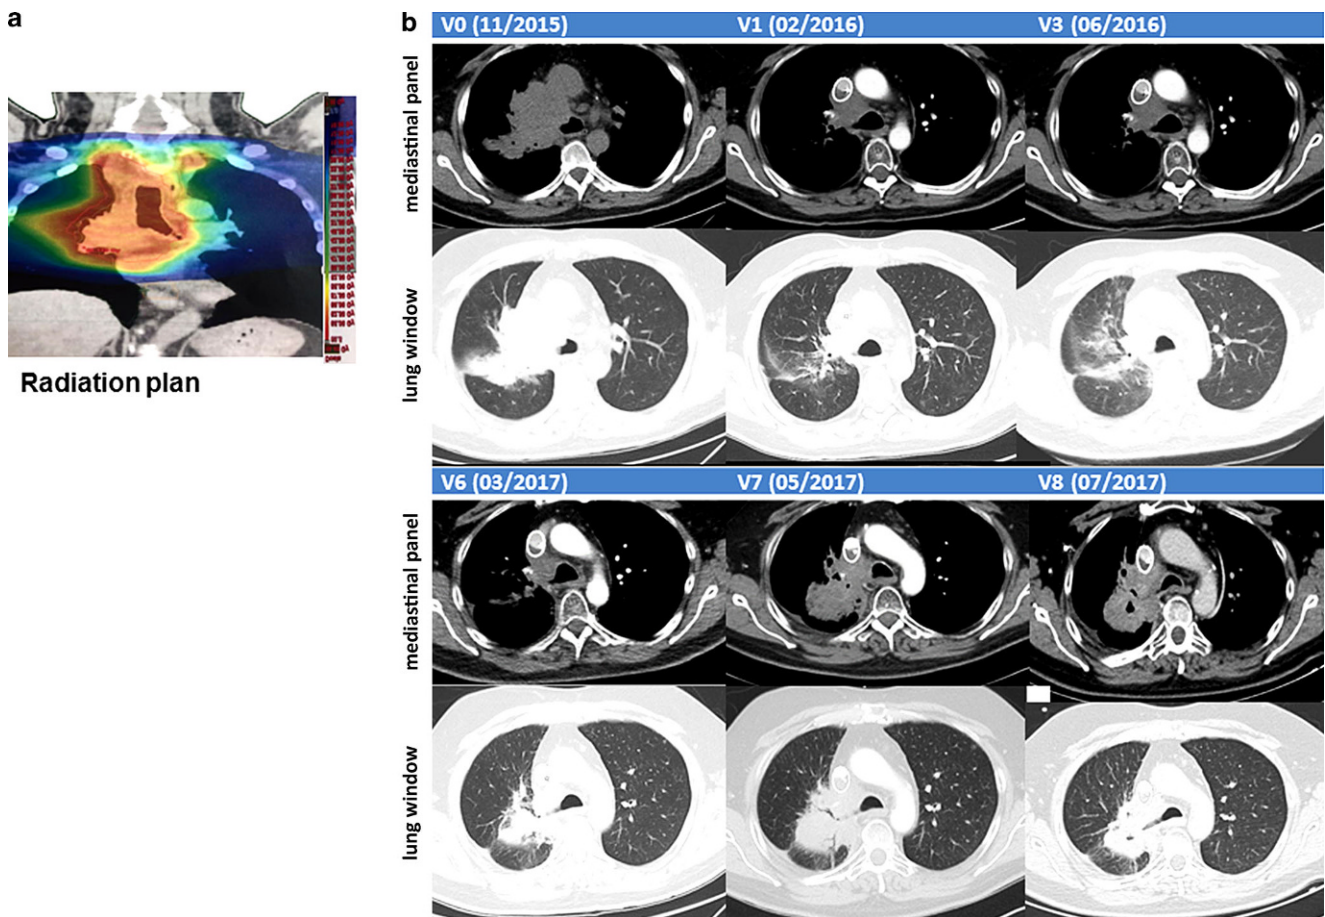 a
Radiation plan
b
V0 (11/2015) V1 (02/2016) V3 (06/2016)
mediastinal panel
lung window
V6 (03/2017) V7 (05/2017) V8 (07/2017)
mediastinal panel
lung window